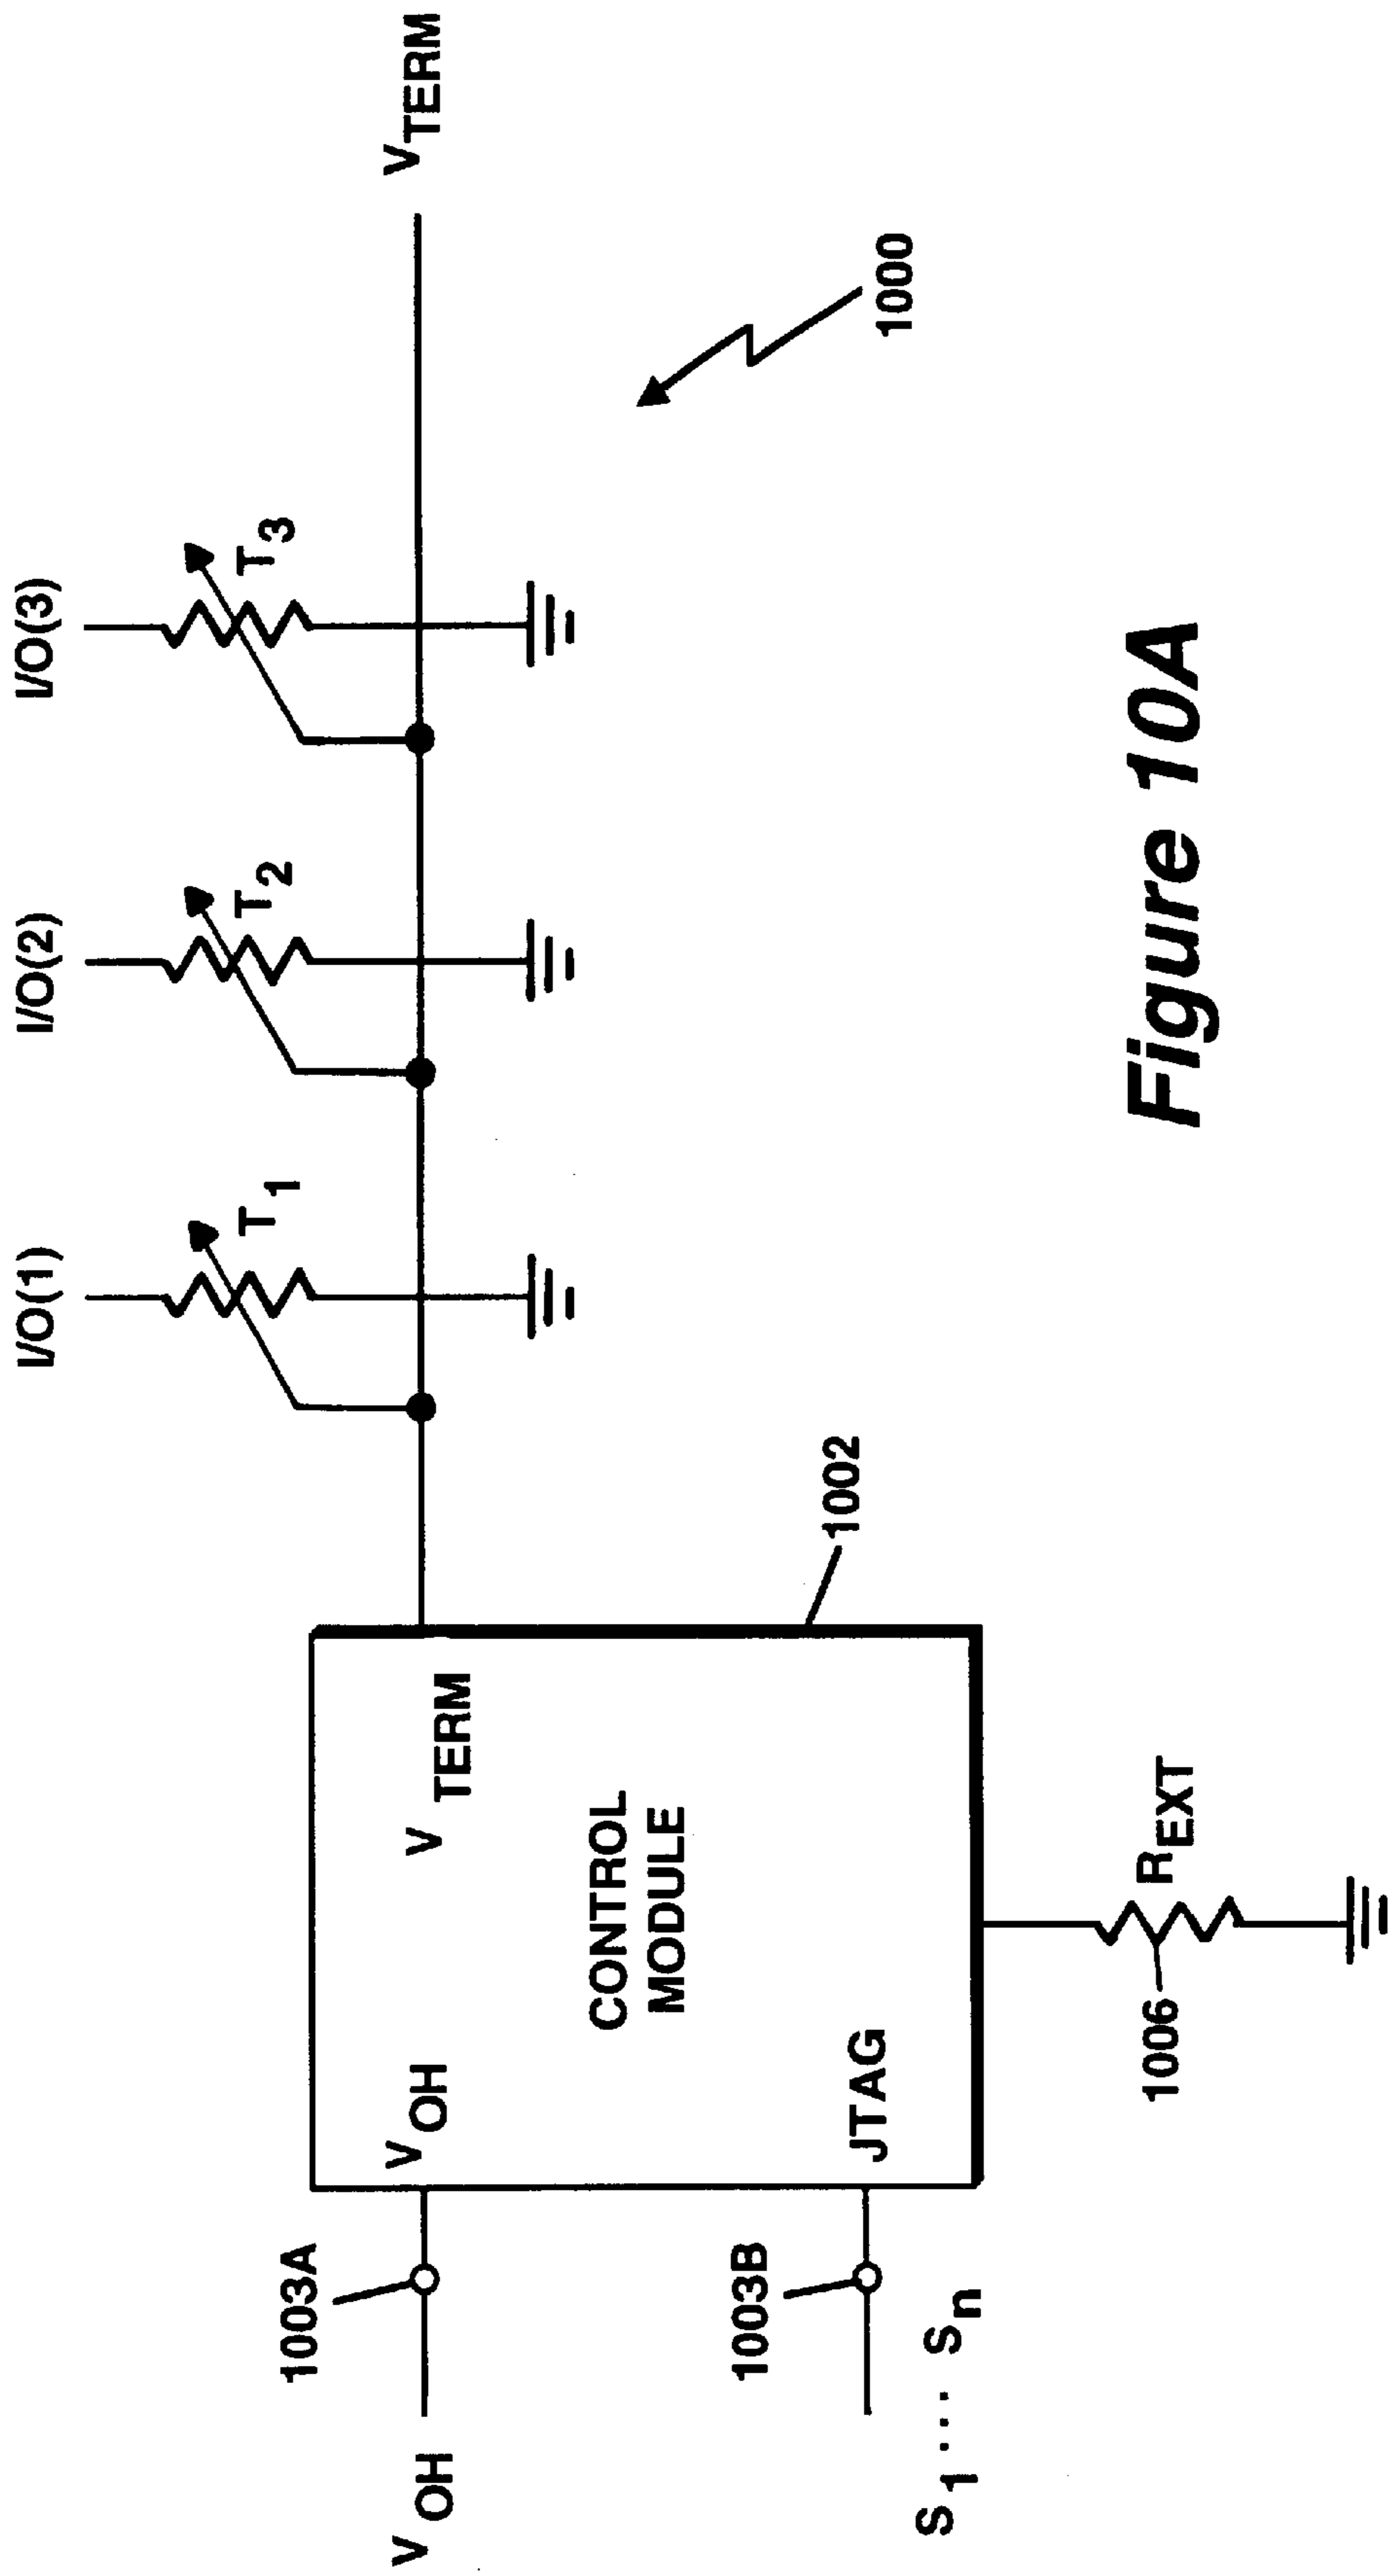 I/O(1)
I/O(2)
I/O(3)
T1
T2
T3
VTERM
1003A
VOH
VOH
VTERM
CONTROL
MODULE
1002
1000
1003B
JTAG
S1 ... Sn
1006
REXT
Figure 10A